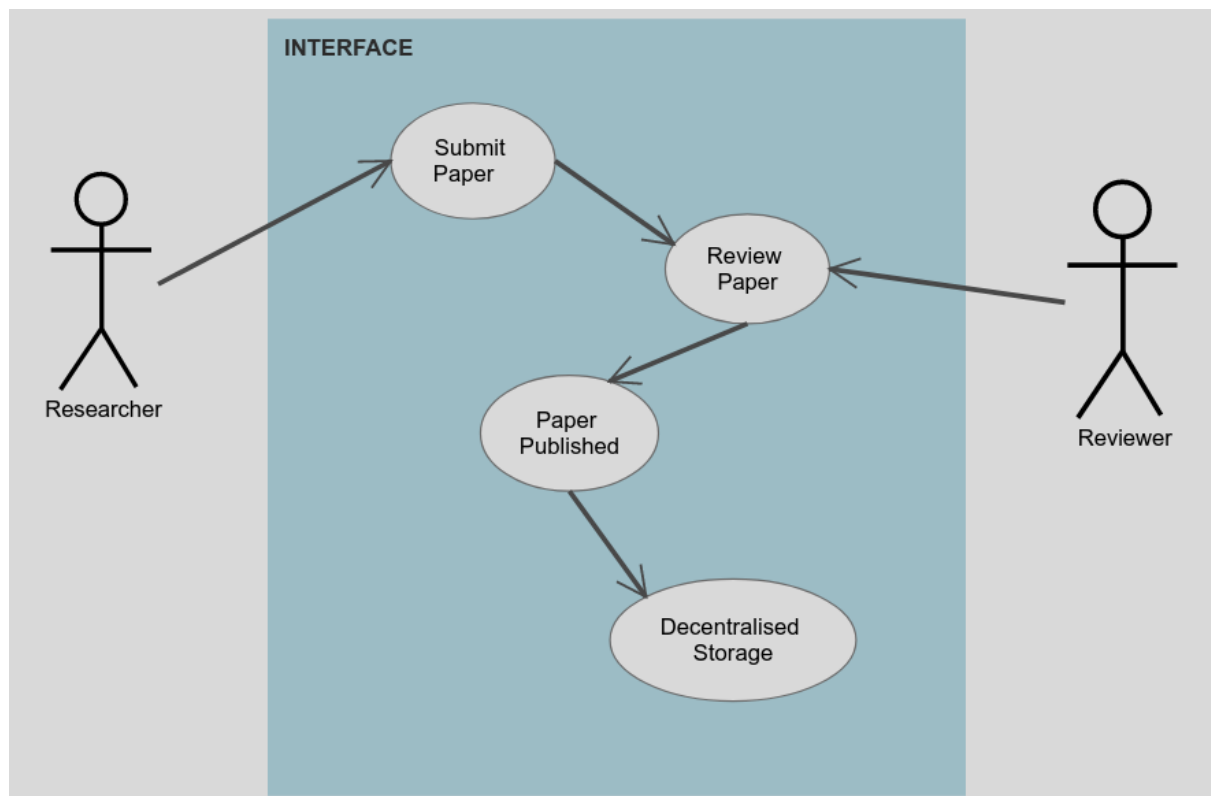 INTERFACE
Submit
Paper
Review
Paper
Researcher
Paper
Published
Reviewer
Decentralised
Storage